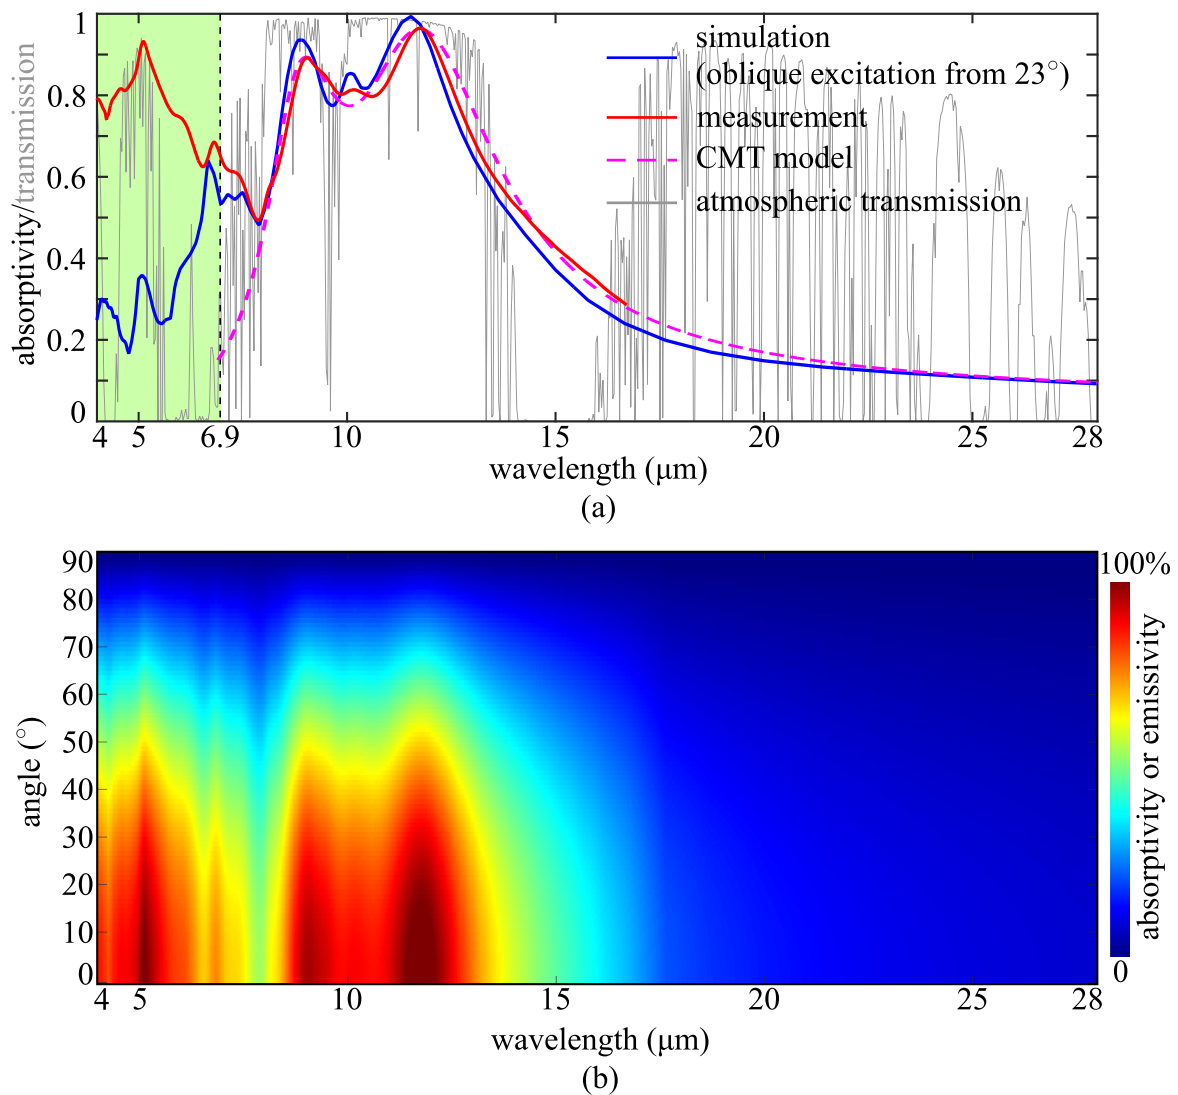 1
0.8
0.6
0.4
0.2
0
absorptivity/transmission
simulation
(oblique excitation from 23°)
measurement
CMT model
atmospheric transmission
4 5 6.9 10 15 20 25 28
wavelength (μm)
(a)
90
80
70
60
50
40
30
20
10
0
angle (°)
100%
absorptivity or emissivity
0
4 5 10 15 20 25 28
wavelength (μm)
(b)